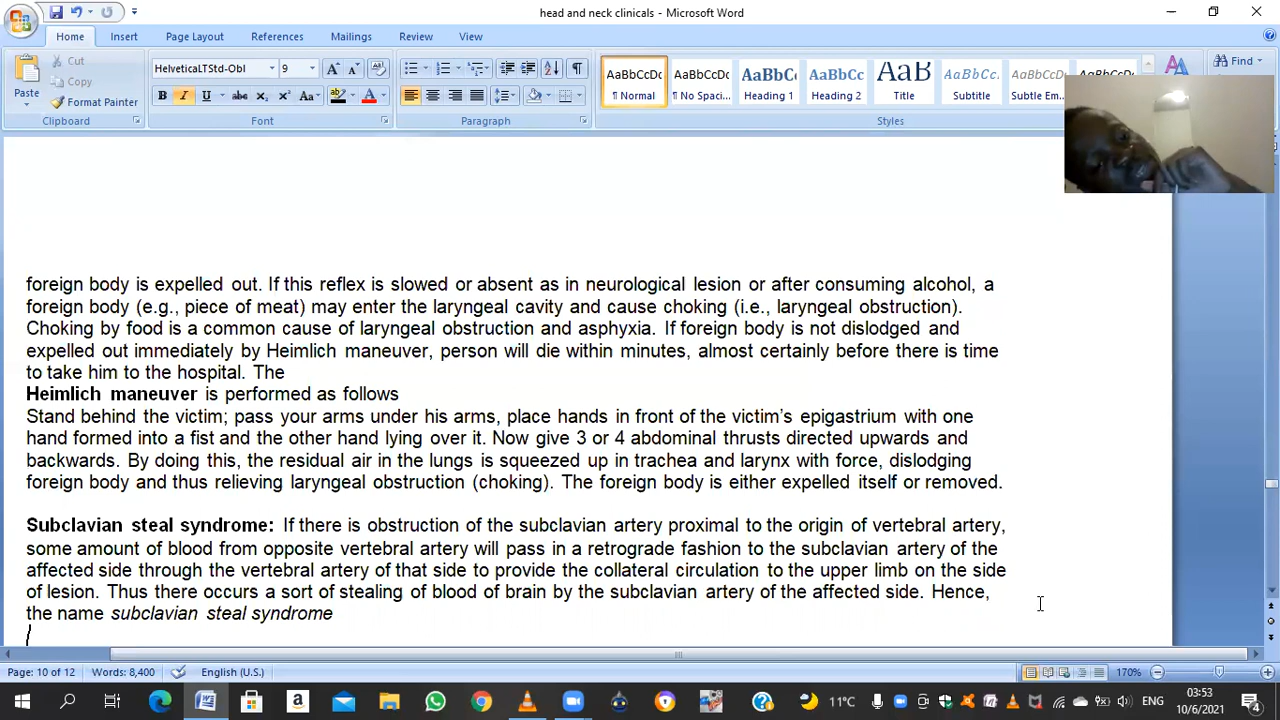 head and neck clinicals - Microsoft Word
Home Insert Page Layout References Mailings Review View
Paste
Cut
Copy
Format Painter
Clipboard
HelveticaLTStd-Obl 9
Font
Paragraph
AaBbCcDc AaBbCcDc AaBbCc AaBbCc AaB AaBbCc. AaBbCcDc AaBbCcDc
¶ Normal ¶ No Spaci... Heading 1 Heading 2 Title Subtitle Subtle Em...
Styles
Find
foreign body is expelled out. If this reflex is slowed or absent as in neurological lesion or after consuming alcohol, a
foreign body (e.g., piece of meat) may enter the laryngeal cavity and cause choking (i.e., laryngeal obstruction).
Choking by food is a common cause of laryngeal obstruction and asphyxia. If foreign body is not dislodged and
expelled out immediately by Heimlich maneuver, person will die within minutes, almost certainly before there is time
to take him to the hospital. The
Heimlich maneuver is performed as follows
Stand behind the victim; pass your arms under his arms, place hands in front of the victim's epigastrium with one
hand formed into a fist and the other hand lying over it. Now give 3 or 4 abdominal thrusts directed upwards and
backwards. By doing this, the residual air in the lungs is squeezed up in trachea and larynx with force, dislodging
foreign body and thus relieving laryngeal obstruction (choking). The foreign body is either expelled itself or removed.
Subclavian steal syndrome: If there is obstruction of the subclavian artery proximal to the origin of vertebral artery,
some amount of blood from opposite vertebral artery will pass in a retrograde fashion to the subclavian artery of the
affected side through the vertebral artery of that side to provide the collateral circulation to the upper limb on the side
of lesion. Thus there occurs a sort of stealing of blood of brain by the subclavian artery of the affected side. Hence,
the name subclavian steal syndrome
Page: 10 of 12 Words: 8,400 English (U.S.) 170%
11°C ENG 03:53
10/6/2021